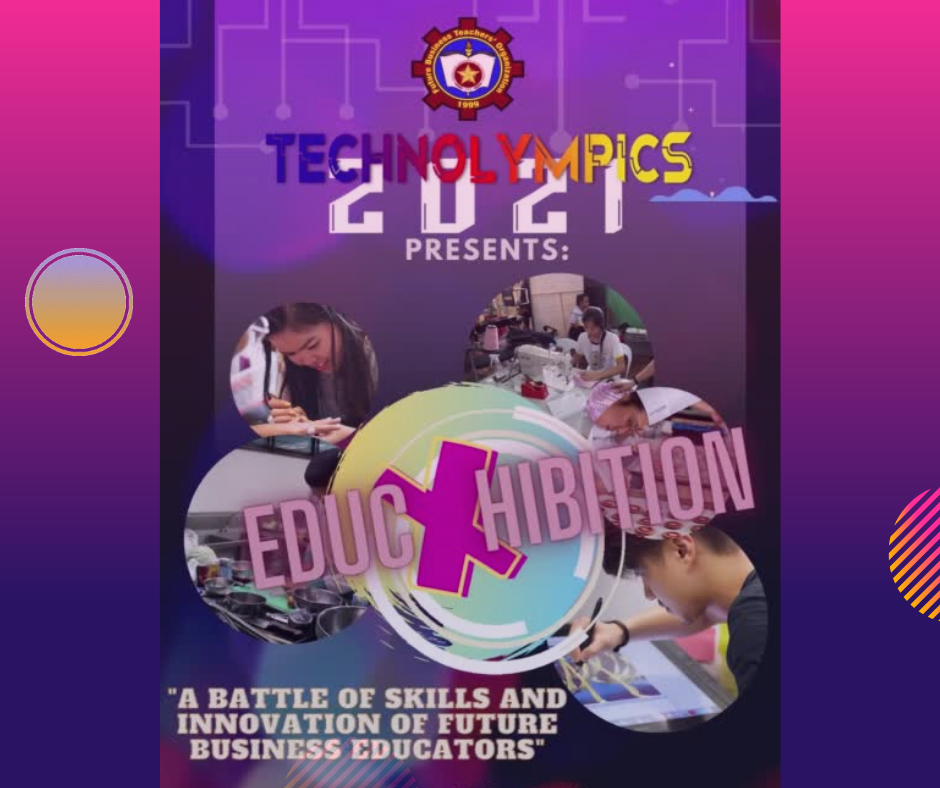 Future Business Teachers' Organization
1999
TECHNOLYMPICS
2021
PRESENTS:
EDUCXHIBITION
"A BATTLE OF SKILLS AND
INNOVATION OF FUTURE
BUSINESS EDUCATORS"